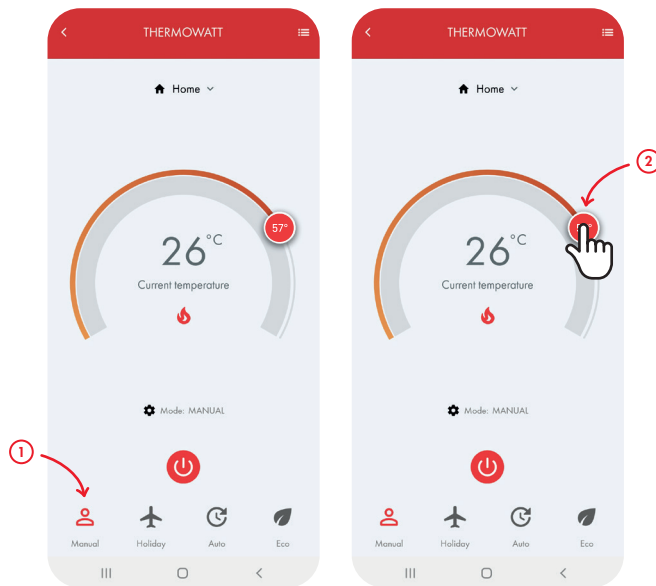 THERMOWATT
Home
57°
26°C
Current temperature
Mode: MANUAL
1
Manual Holiday Auto Eco
THERMOWATT
Home
2
26°C
Current temperature
Mode: MANUAL
Manual Holiday Auto Eco